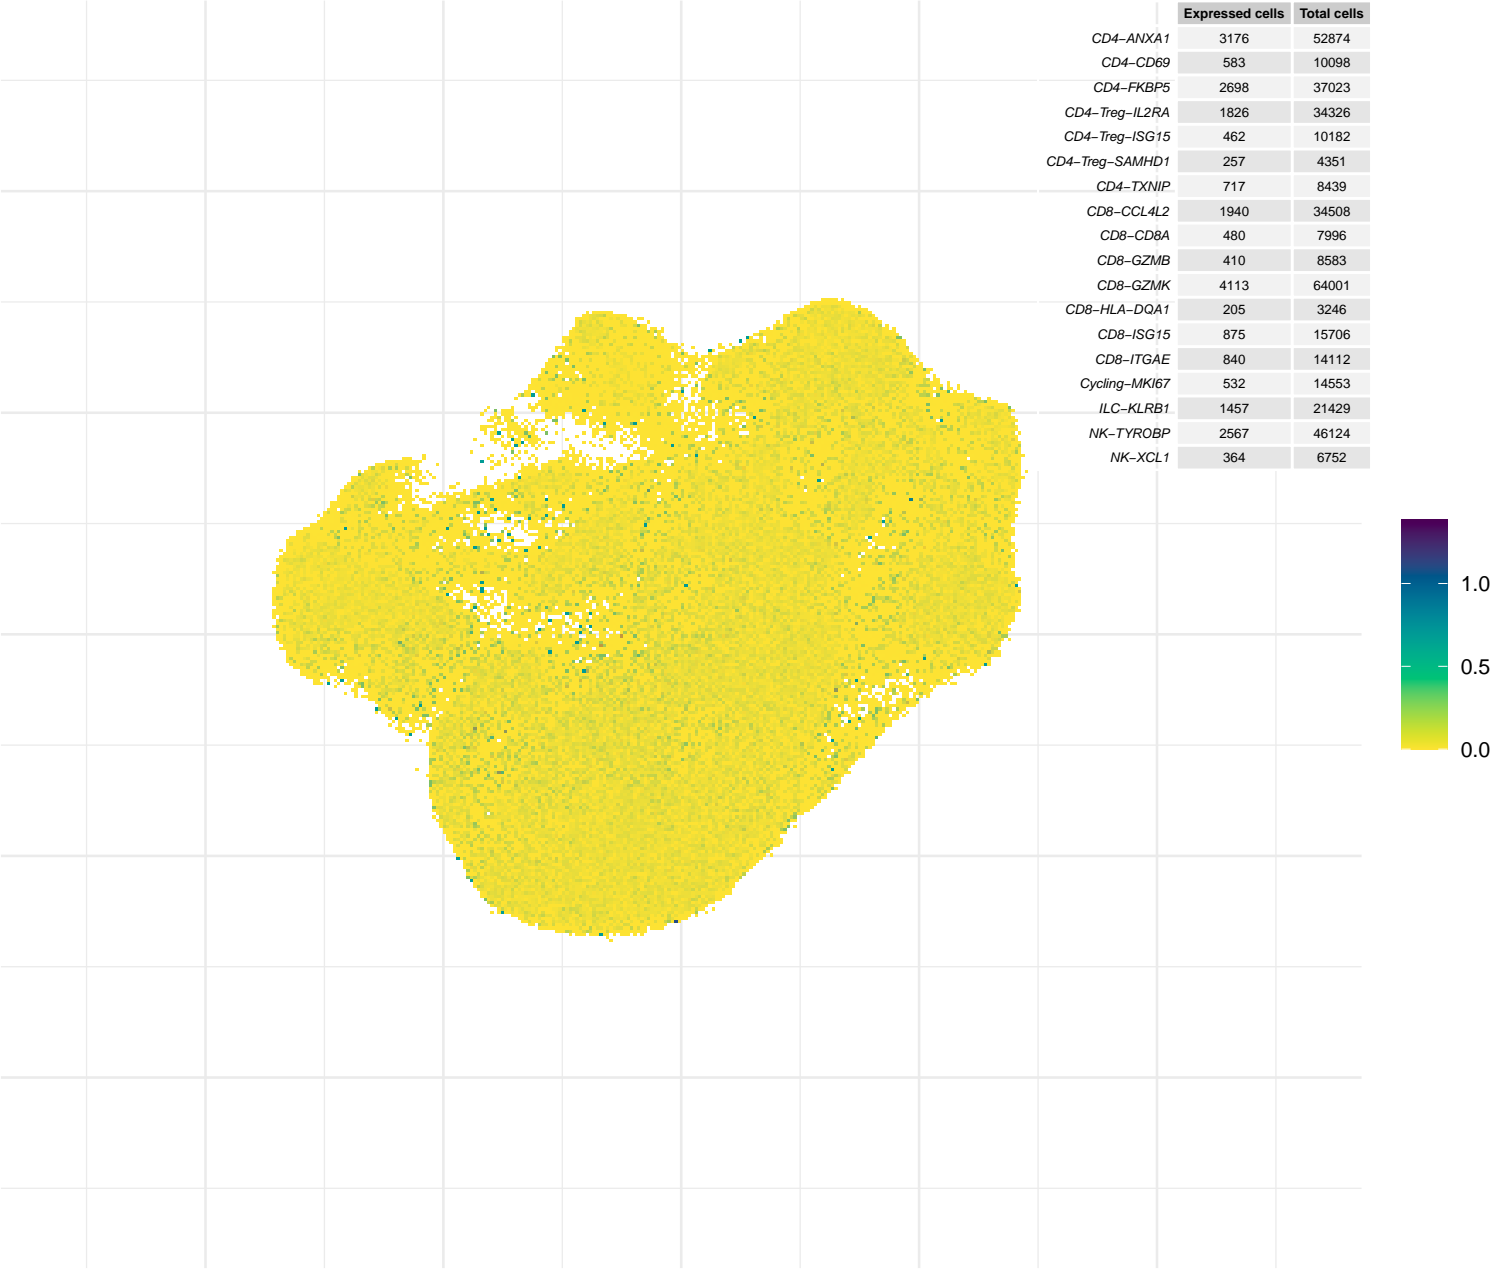 Expressed cells Total cells
CD4−ANXA1 3176 52874
CD4−CD69 583 10098
CD4−FKBP5 2698 37023
CD4−Treg−IL2RA 1826 34326
CD4−Treg−ISG15 462 10182
CD4−Treg−SAMHD1 257 4351
CD4−TXNIP 717 8439
CD8−CCL4L2 1940 34508
CD8−CD8A 480 7996
CD8−GZMB 410 8583
CD8−GZMK 4113 64001
CD8−HLA−DQA1 205 3246
CD8−ISG15 875 15706
CD8−ITGAE 840 14112
Cycling−MKI67 532 14553
ILC−KLRB1 1457 21429
NK−TYROBP 2567 46124
NK−XCL1 364 6752
1.0
0.5
0.0